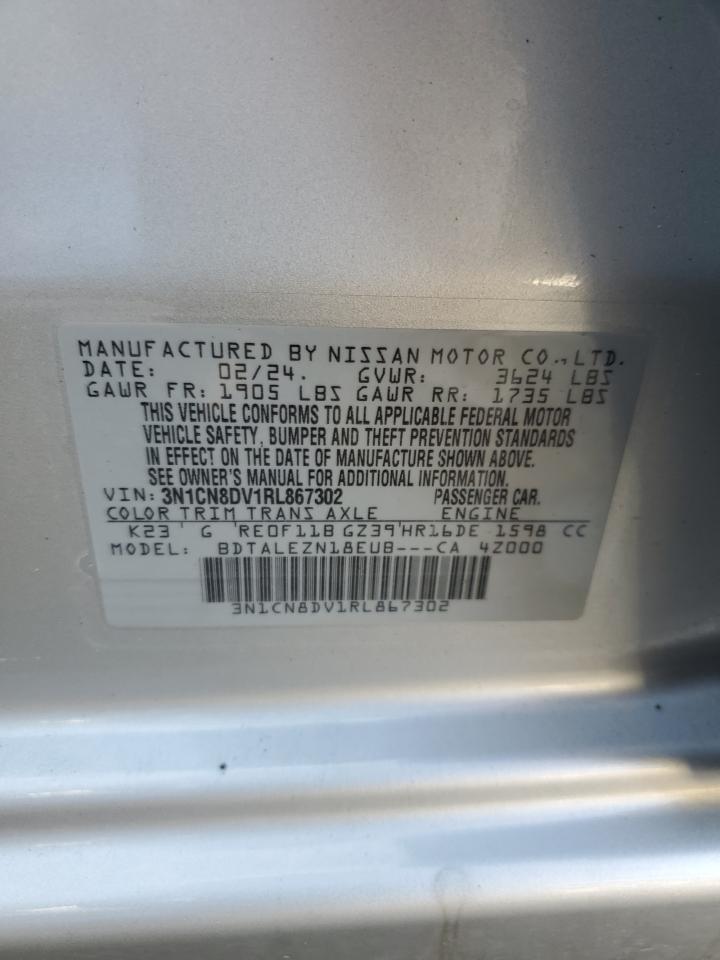 MANUFACTURED BY NISSAN MOTOR CO., LTD.
DATE: 02/24. GVWR: 3624 LBS
GAWR FR: 1905 LBS GAWR RR: 1735 LBS
THIS VEHICLE CONFORMS TO ALL APPLICABLE FEDERAL MOTOR
VEHICLE SAFETY, BUMPER AND THEFT PREVENTION STANDARDS
IN EFFECT ON THE DATE OF MANUFACTURE SHOWN ABOVE.
SEE OWNER'S MANUAL FOR ADDITIONAL INFORMATION.
VIN: 3N1CN8DV1RL867302 PASSENGER CAR.
COLOR TRIM TRANS AXLE ENGINE
K23 G RE0F11B GZ39 HR16DE 1598 CC
MODEL: BDTALEZN18EUB---CA 4Z000
3N1CN8DV1RL867302